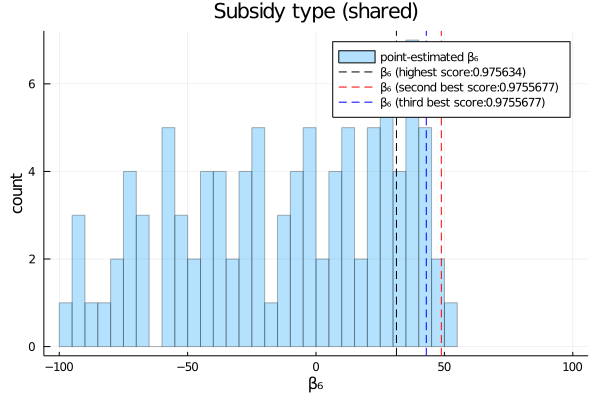 Subsidy type (shared)
point-estimated β₆
β₆ (highest score:0.975634)
β₆ (second best score:0.9755677)
β₆ (third best score:0.9755677)
count
6
4
2
0
−100
−50
0
50
100
β₆